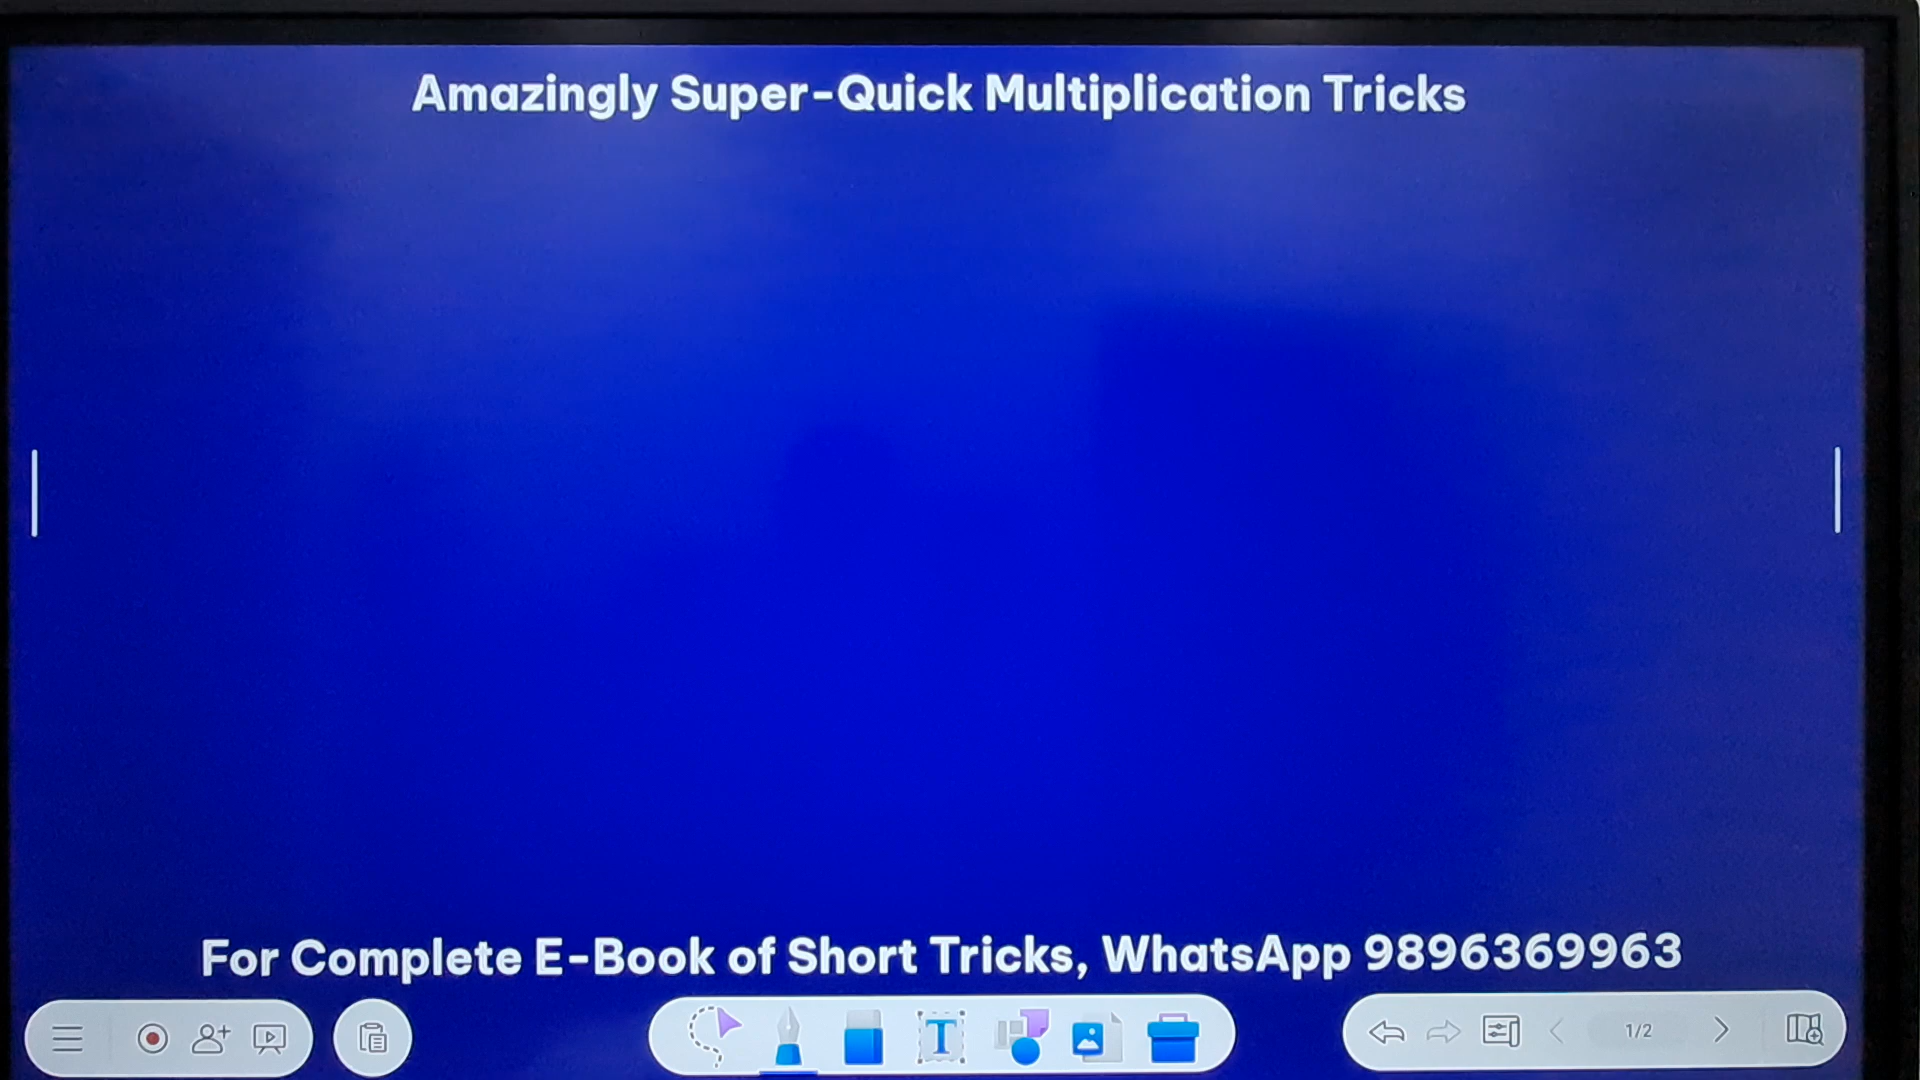 Amazingly Super-Quick Multiplication Tricks
For Complete E-Book of Short Tricks, WhatsApp 9896369963
T
1/2